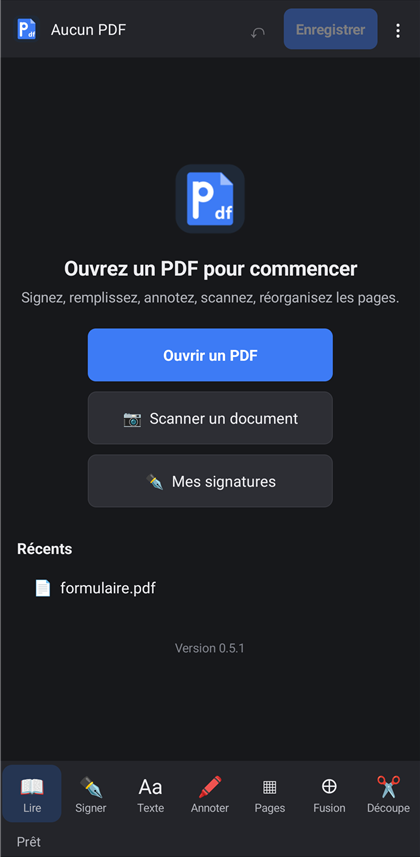 Pdf
Aucun PDF
Enregistrer
Pdf
Ouvrez un PDF pour commencer
Signez, remplissez, annotez, scannez, réorganisez les pages.
Ouvrir un PDF
Scanner un document
Mes signatures
Récents
formulaire.pdf
Version 0.5.1
Lire
Signer
Aa
Texte
Annoter
Pages
Fusion
Découpe
Prêt